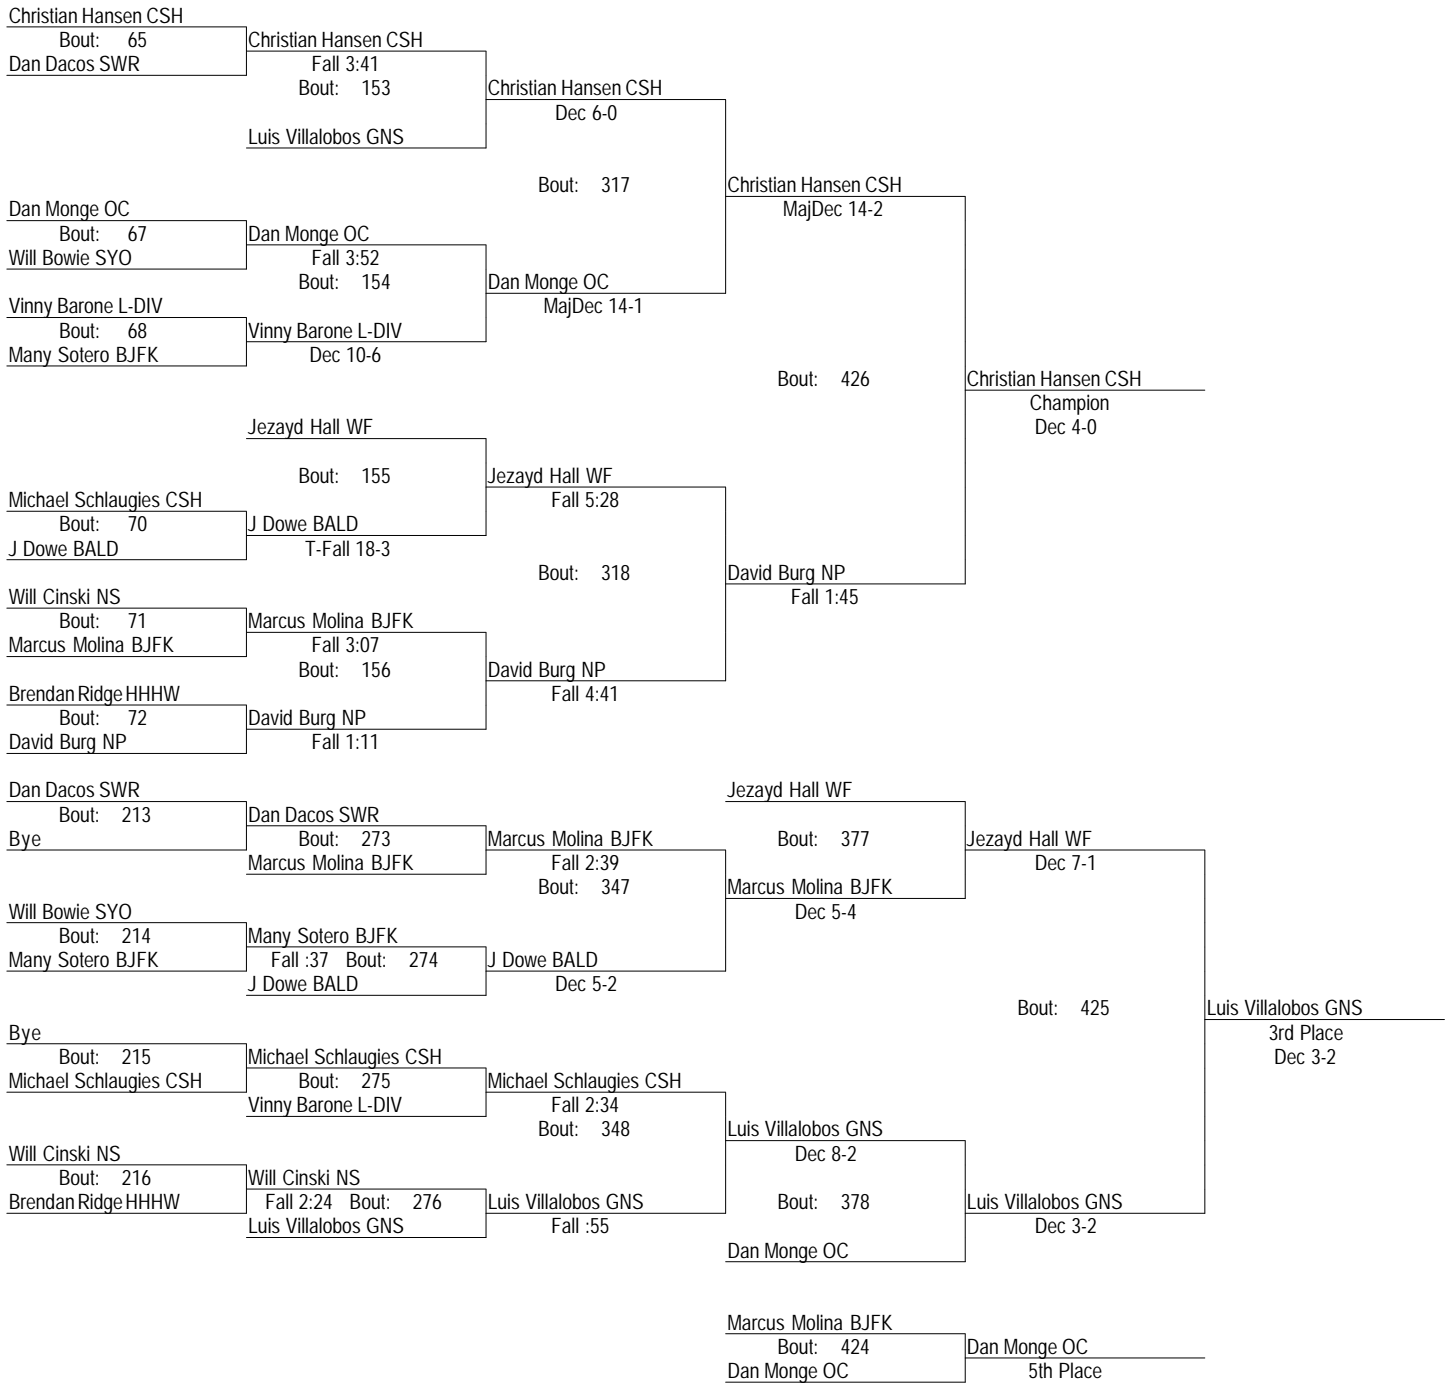 Christian Hansen CSH
Bout: 65
Christian Hansen CSH
Dan Dacos SWR
Fall 3:41
Bout: 153
Christian Hansen CSH
Dec 6-0
Luis Villalobos GNS
Bout: 317
Christian Hansen CSH
MajDec 14-2
Dan Monge OC
Bout: 67
Dan Monge OC
Will Bowie SYO
Fall 3:52
Bout: 154
Dan Monge OC
MajDec 14-1
Vinny Barone L-DIV
Bout: 68
Vinny Barone L-DIV
Many Sotero BJFK
Dec 10-6
Bout: 426
Christian Hansen CSH
Champion
Dec 4-0
Jezayd Hall WF
Bout: 155
Jezayd Hall WF
Fall 5:28
Michael Schlaugies CSH
Bout: 70
J Dowe BALD
J Dowe BALD
T-Fall 18-3
Bout: 318
David Burg NP
Fall 1:45
Will Cinski NS
Bout: 71
Marcus Molina BJFK
Marcus Molina BJFK
Fall 3:07
Bout: 156
David Burg NP
Fall 4:41
Brendan Ridge HHHW
Bout: 72
David Burg NP
David Burg NP
Fall 1:11
Dan Dacos SWR
Bout: 213
Dan Dacos SWR
Bye
Bout: 273
Marcus Molina BJFK
Marcus Molina BJFK
Fall 2:39
Bout: 347
Jezayd Hall WF
Bout: 377
Jezayd Hall WF
Dec 7-1
Marcus Molina BJFK
Dec 5-4
Will Bowie SYO
Bout: 214
Many Sotero BJFK
Many Sotero BJFK
Fall :37 Bout: 274
J Dowe BALD
J Dowe BALD
Dec 5-2
Bout: 425
Luis Villalobos GNS
3rd Place
Dec 3-2
Bye
Bout: 215
Michael Schlaugies CSH
Michael Schlaugies CSH
Bout: 275
Michael Schlaugies CSH
Vinny Barone L-DIV
Fall 2:34
Bout: 348
Luis Villalobos GNS
Dec 8-2
Will Cinski NS
Bout: 216
Will Cinski NS
Brendan Ridge HHHW
Fall 2:24 Bout: 276
Luis Villalobos GNS
Luis Villalobos GNS
Fall :55
Bout: 378
Luis Villalobos GNS
Dec 3-2
Dan Monge OC
Marcus Molina BJFK
Bout: 424
Dan Monge OC
Dan Monge OC
5th Place